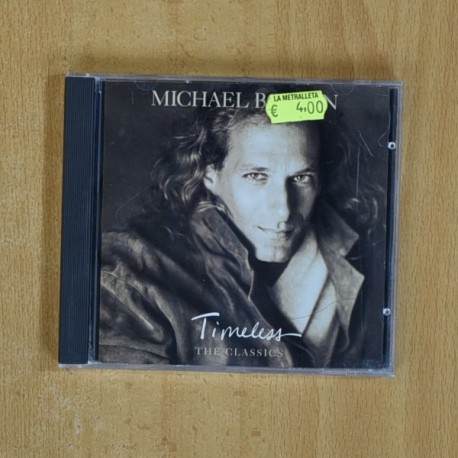 MICHAEL B N
LA METRALLETA
€ 4,00
Timeless
THE CLASSICS